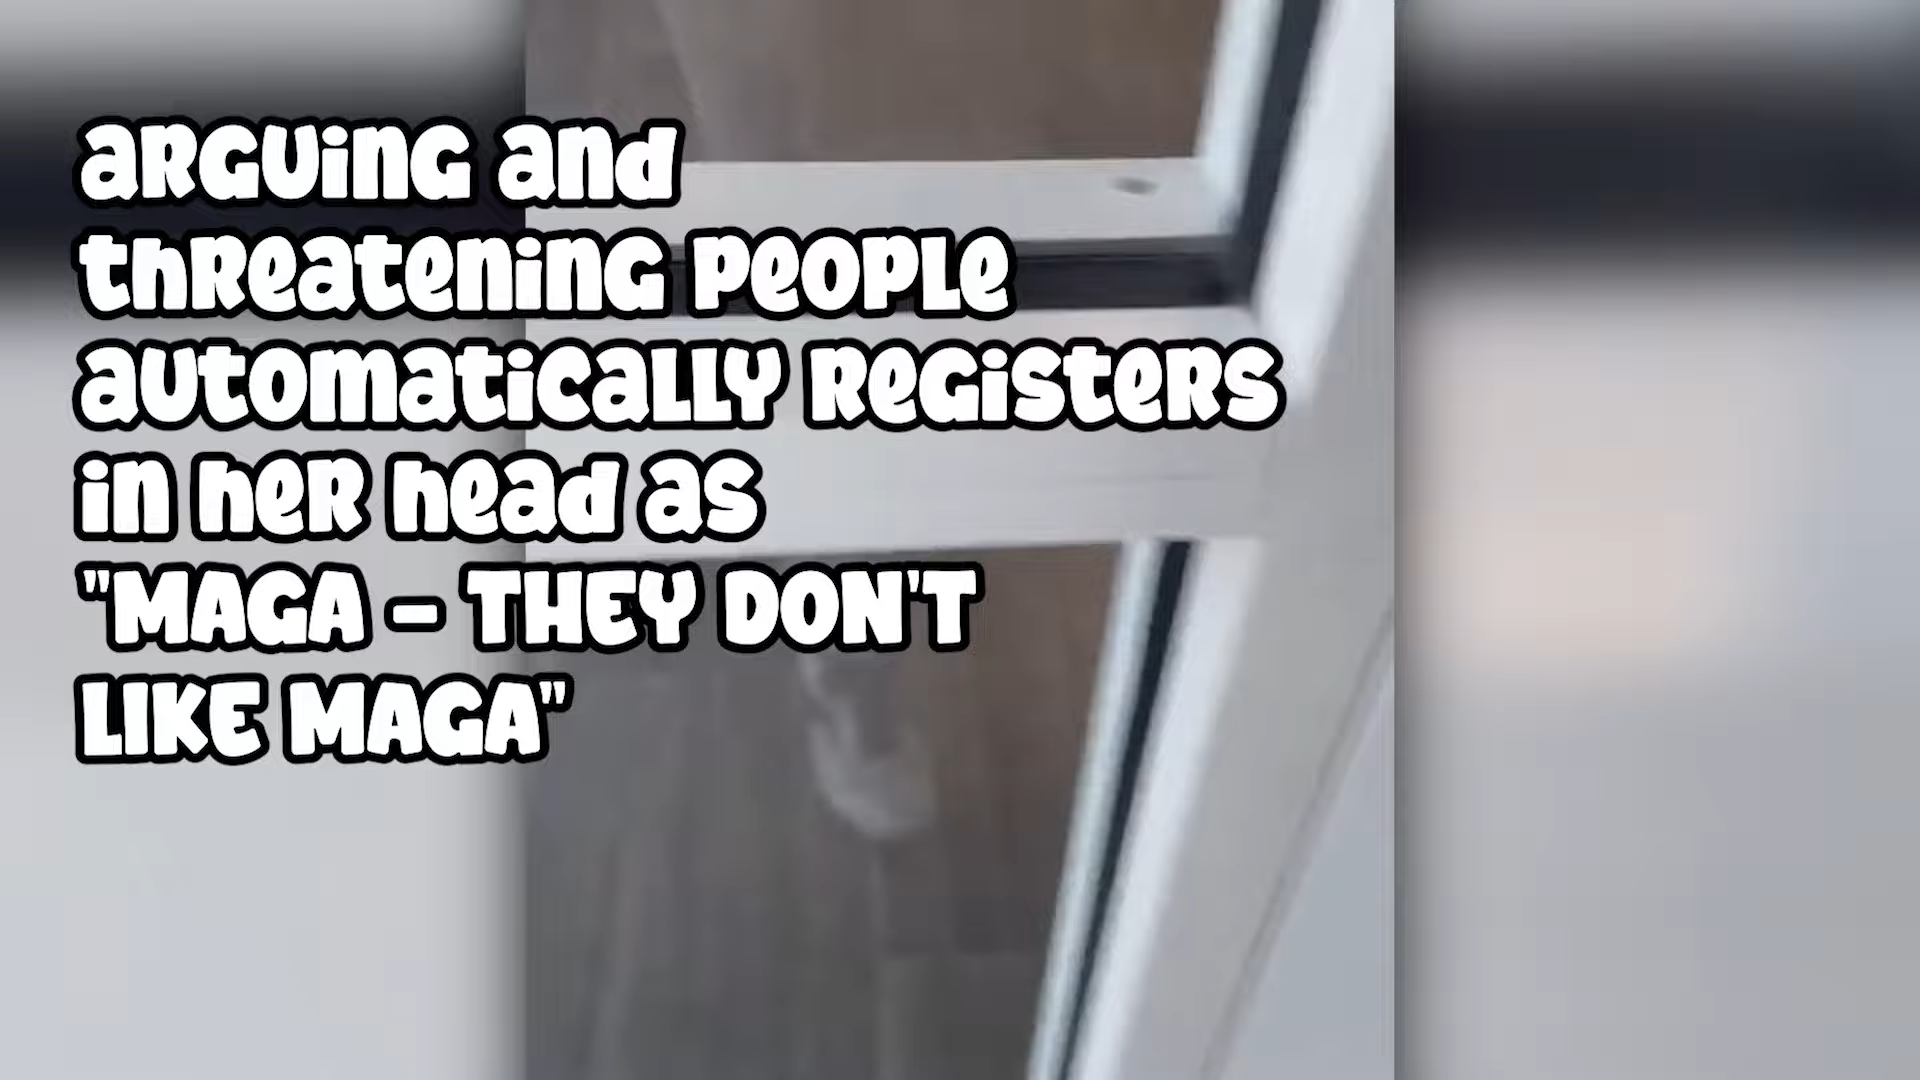 arguing and
threatening people
automatically registers
in her head as
"MAGA - THEY DON'T
LIKE MAGA"